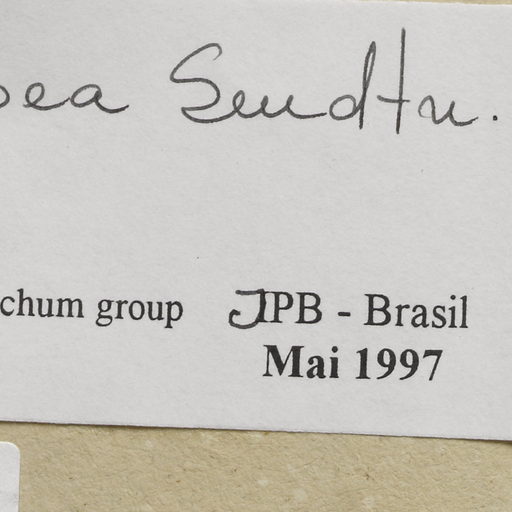 oea Sendtn.
chum group JPB - Brasil
Mai 1997